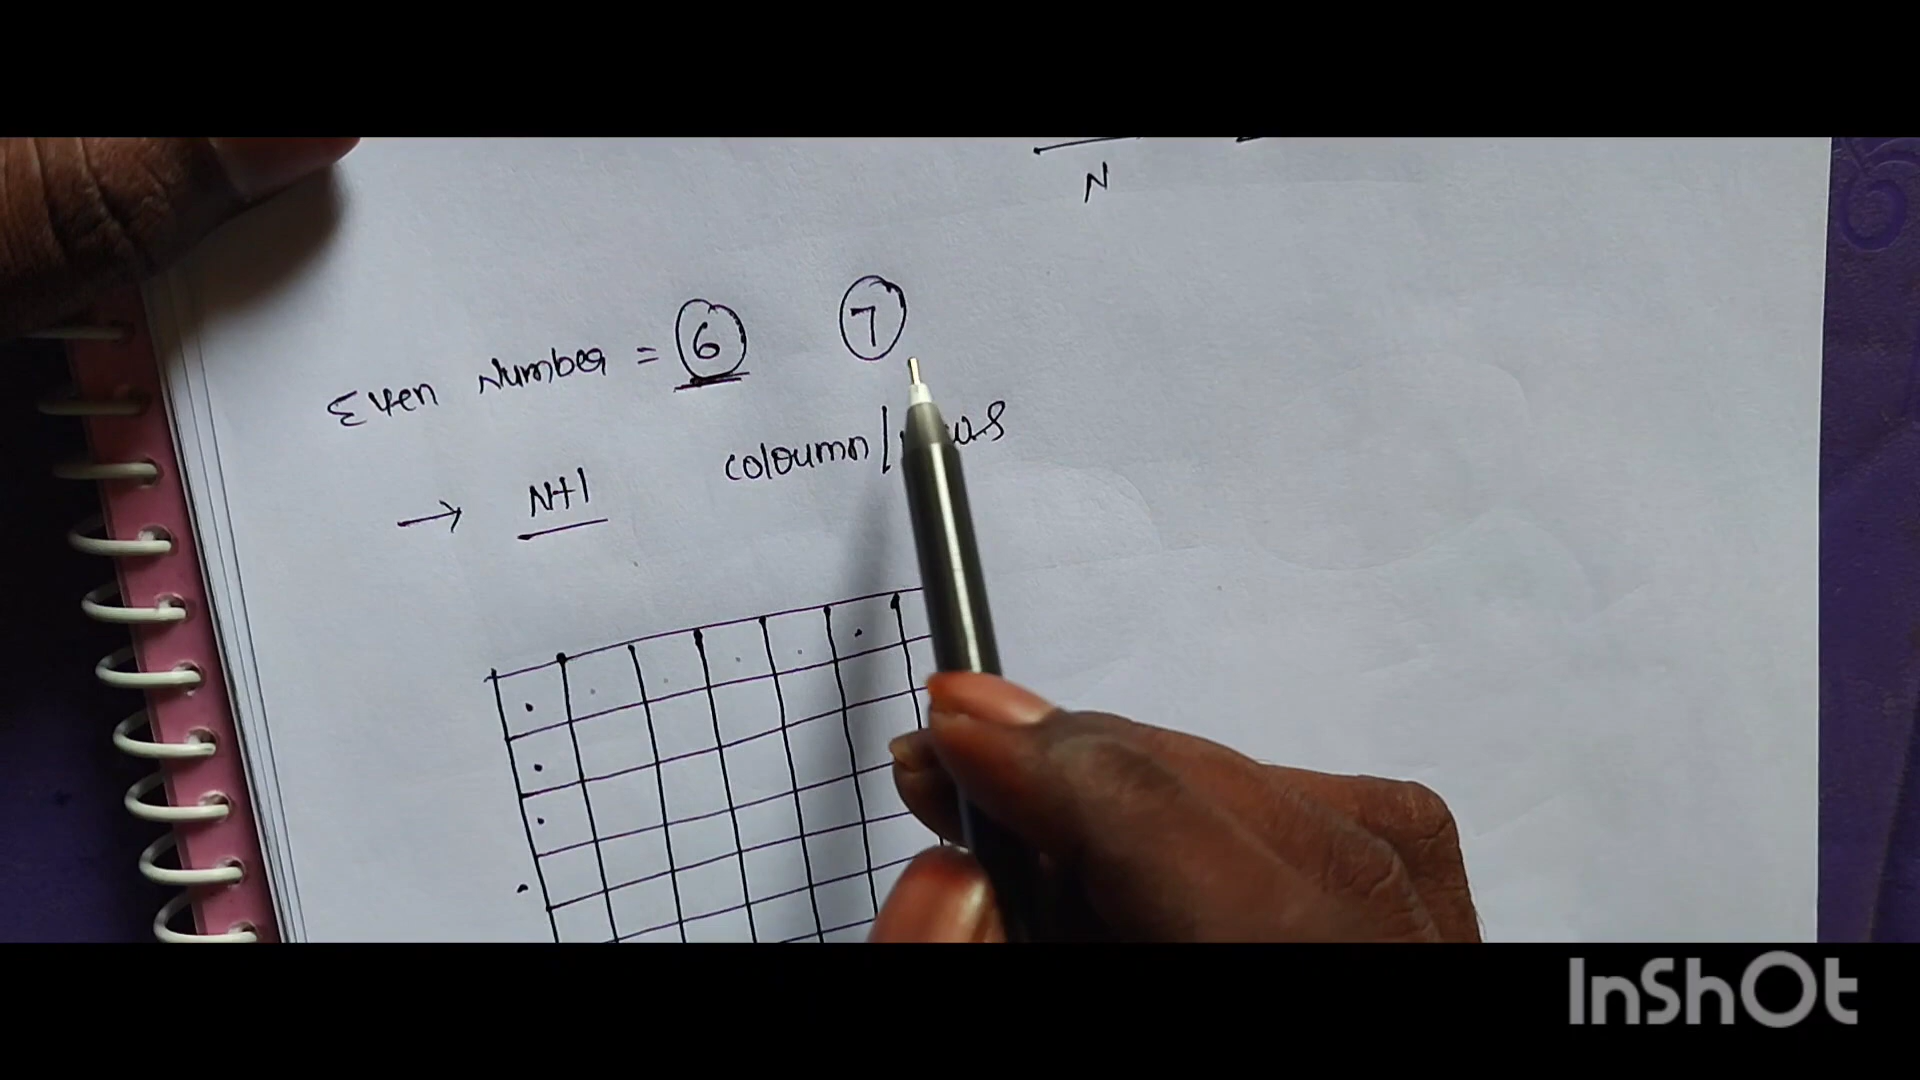 N
Even Number = 6 7
→ N+1 coloumn/
InShOt